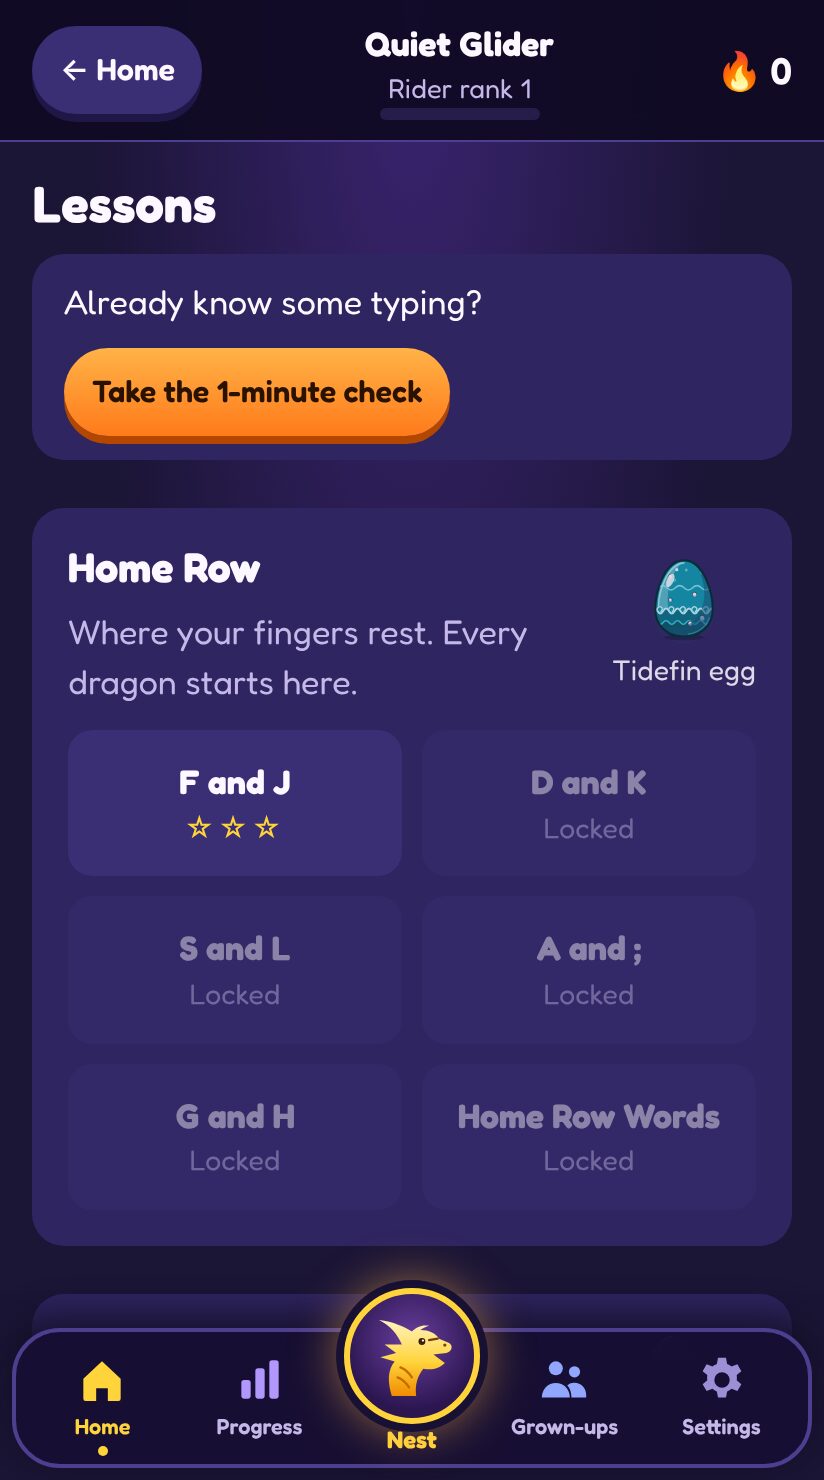 ← Home
Quiet Glider
Rider rank 1
🔥 0
Lessons
Already know some typing?
Take the 1-minute check
Home Row
Where your fingers rest. Every
dragon starts here.
Tidefin egg
F and J
☆ ☆ ☆
D and K
Locked
S and L
Locked
A and ;
Locked
G and H
Locked
Home Row Words
Locked
Home
Progress
Nest
Grown-ups
Settings